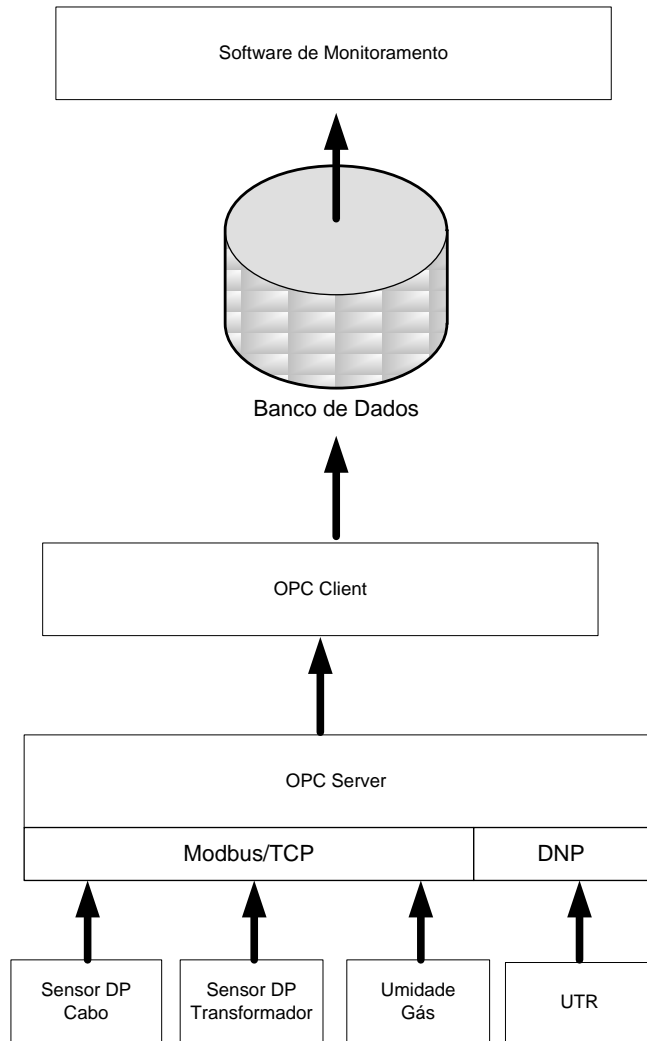 Software de Monitoramento
Banco de Dados
OPC Client
OPC Server
Modbus/TCP
DNP
Sensor DP
Cabo
Sensor DP
Transformador
Umidade
Gás
UTR